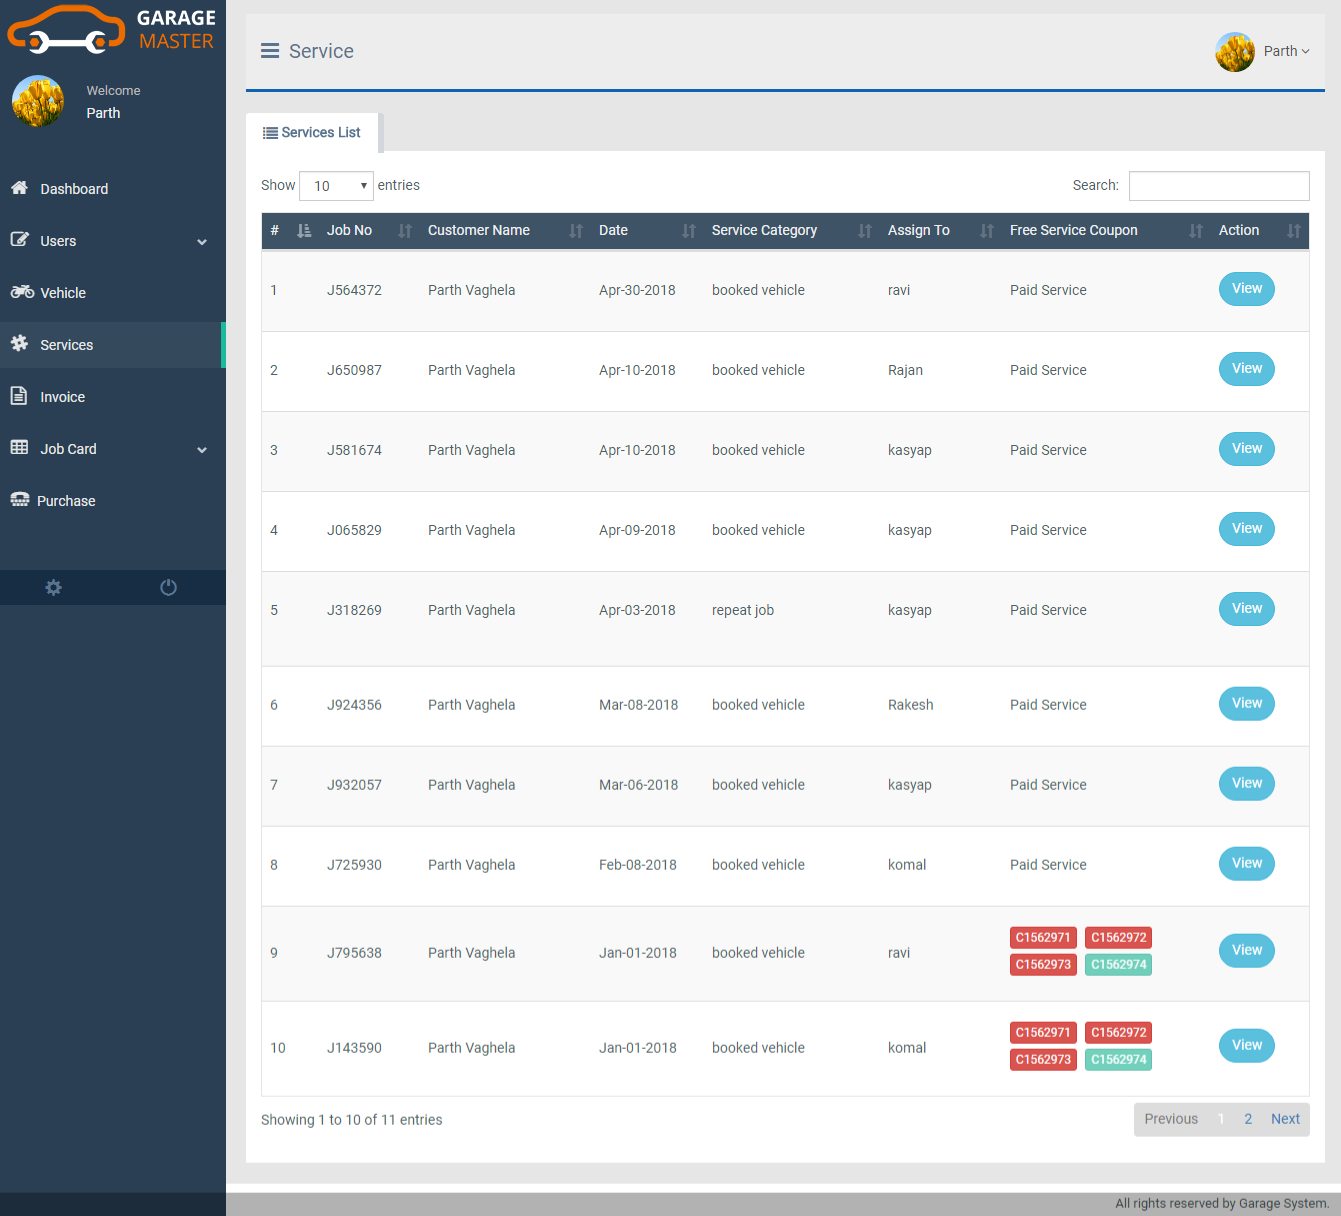 GARAGE
MASTER
Welcome
Parth
Dashboard
Users
Vehicle
Services
Invoice
Job Card
Purchase
Service
Parth
Services List
Show 10 entries
Search:
# Job No Customer Name Date Service Category Assign To Free Service Coupon Action
1 J564372 Parth Vaghela Apr-30-2018 booked vehicle ravi Paid Service View
2 J650987 Parth Vaghela Apr-10-2018 booked vehicle Rajan Paid Service View
3 J581674 Parth Vaghela Apr-10-2018 booked vehicle kasyap Paid Service View
4 J065829 Parth Vaghela Apr-09-2018 booked vehicle kasyap Paid Service View
5 J318269 Parth Vaghela Apr-03-2018 repeat job kasyap Paid Service View
6 J924356 Parth Vaghela Mar-08-2018 booked vehicle Rakesh Paid Service View
7 J932057 Parth Vaghela Mar-06-2018 booked vehicle kasyap Paid Service View
8 J725930 Parth Vaghela Feb-08-2018 booked vehicle komal Paid Service View
C1562971 C1562972
9 J795638 Parth Vaghela Jan-01-2018 booked vehicle ravi View
C1562973 C1562974
C1562971 C1562972
10 J143590 Parth Vaghela Jan-01-2018 booked vehicle komal View
C1562973 C1562974
Showing 1 to 10 of 11 entries
Previous 1 2 Next
All rights reserved by Garage System.